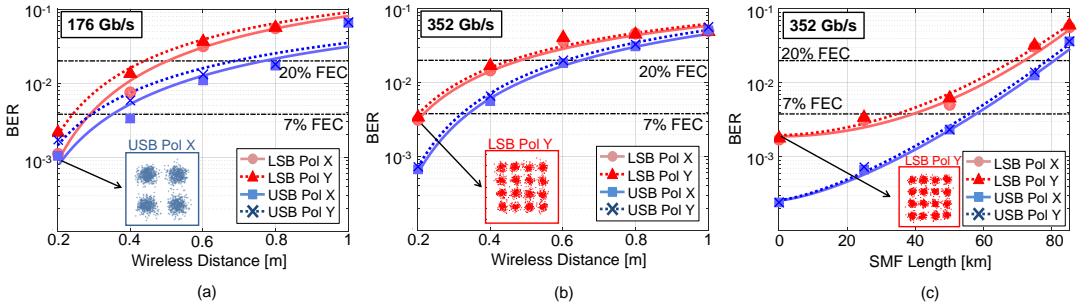 176 Gb/s
BER
10^-1
10^-2
10^-3
20% FEC
7% FEC
USB Pol X
LSB Pol X
LSB Pol Y
USB Pol X
USB Pol Y
0.2 0.4 0.6 0.8 1
Wireless Distance [m]
(a)
352 Gb/s
BER
10^-1
10^-2
10^-3
20% FEC
7% FEC
LSB Pol Y
LSB Pol X
LSB Pol Y
USB Pol X
USB Pol Y
0.2 0.4 0.6 0.8 1
Wireless Distance [m]
(b)
352 Gb/s
BER
10^-1
10^-2
10^-3
20% FEC
7% FEC
LSB Pol Y
LSB Pol X
LSB Pol Y
USB Pol X
USB Pol Y
0 20 40 60 80
SMF Length [km]
(c)